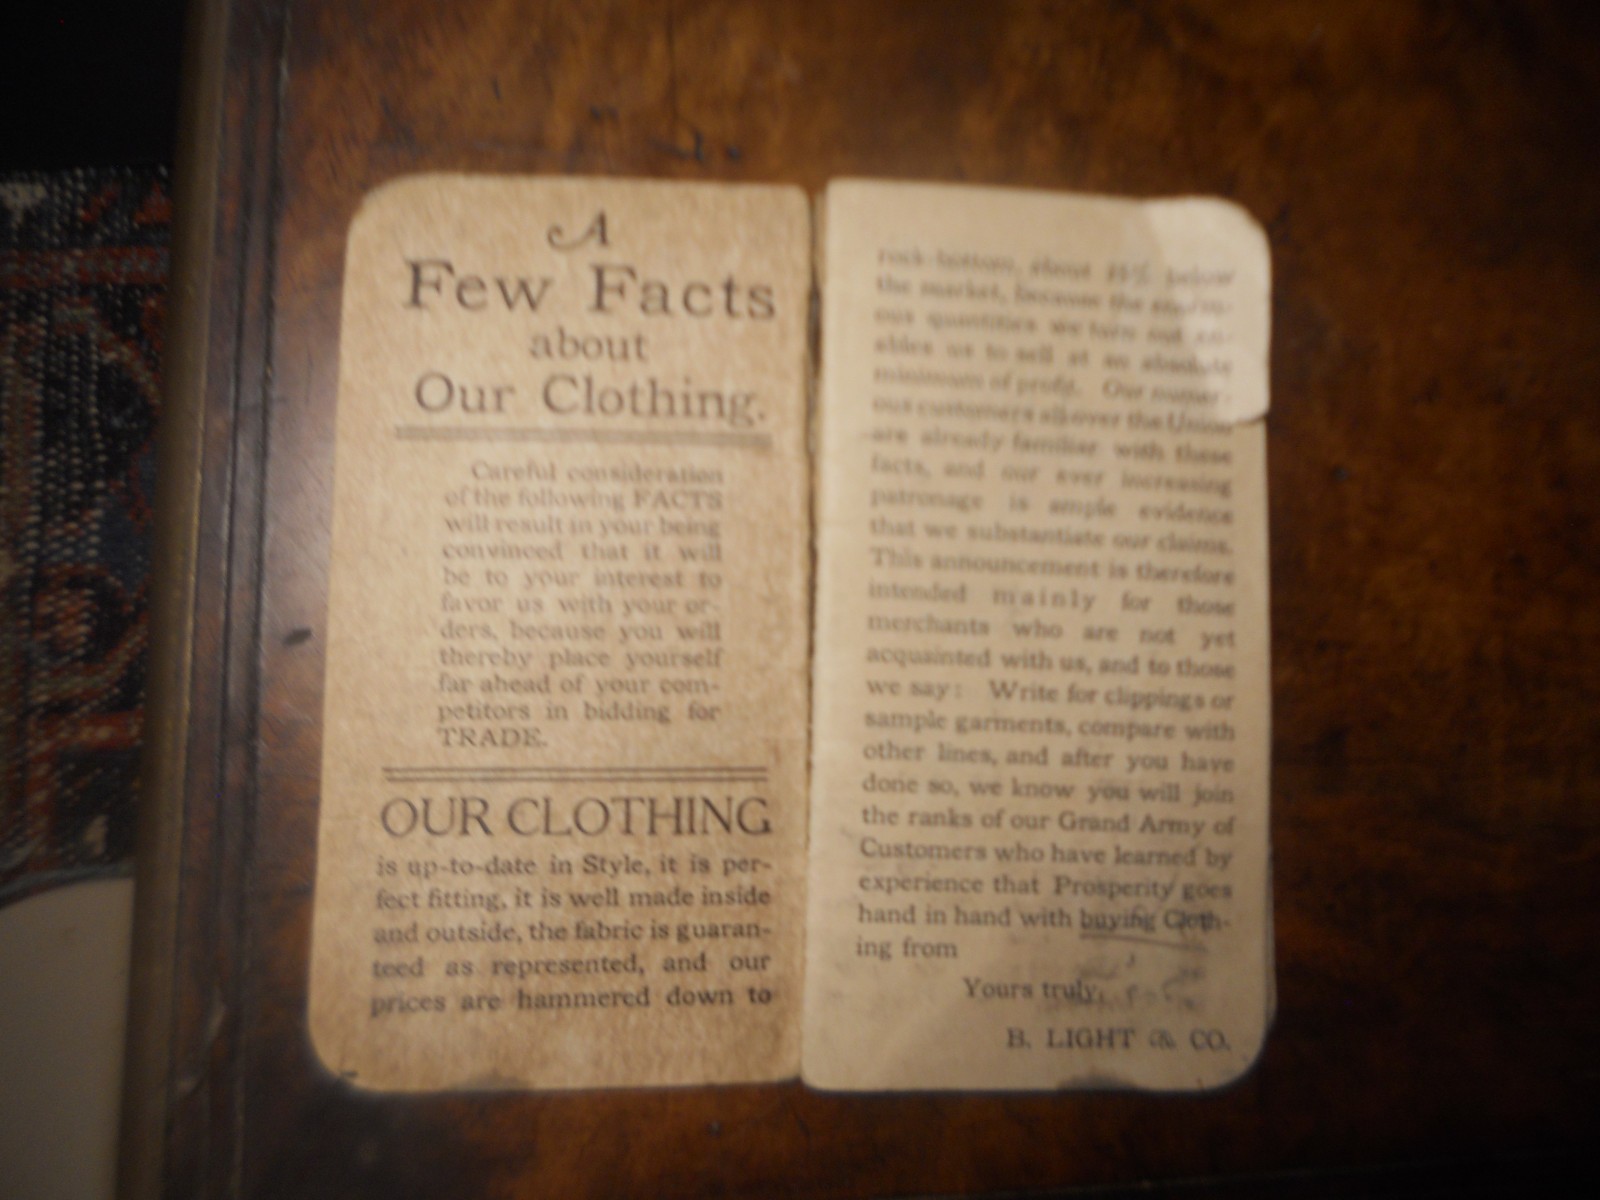 A
Few Facts
about
Our Clothing.
Careful consideration
of the following FACTS
will result in your being
convinced that it will
be to your interest to
favor us with your or-
ders, because you will
thereby place yourself
far ahead of your com-
petitors in bidding for
TRADE.
OUR CLOTHING
is up-to-date in Style, it is per-
fect fitting, it is well made inside
and outside, the fabric is guaran-
teed as represented, and our
prices are hammered down to
rock-bottom, about below
the market, because the enorm-
ous quantities we turn out en-
ables us to sell at an absolute
minimum of profit. Our numer-
ous customers all over the Union
are already familiar with these
facts, and our ever increasing
patronage is ample evidence
that we substantiate our claims.
This announcement is therefore
intended mainly for those
merchants who are not yet
acquainted with us, and to those
we say: Write for clippings or
sample garments, compare with
other lines, and after you have
done so, we know you will join
the ranks of our Grand Army of
Customers who have learned by
experience that Prosperity goes
hand in hand with buying Cloth-
ing from
Yours truly,
B. LIGHT & CO.